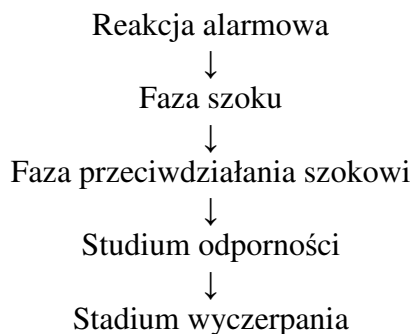 Reakcja alarmowa
↓
Faza szoku
↓
Faza przeciwdziałania szokowi
↓
Studium odporności
↓
Stadium wyczerpania